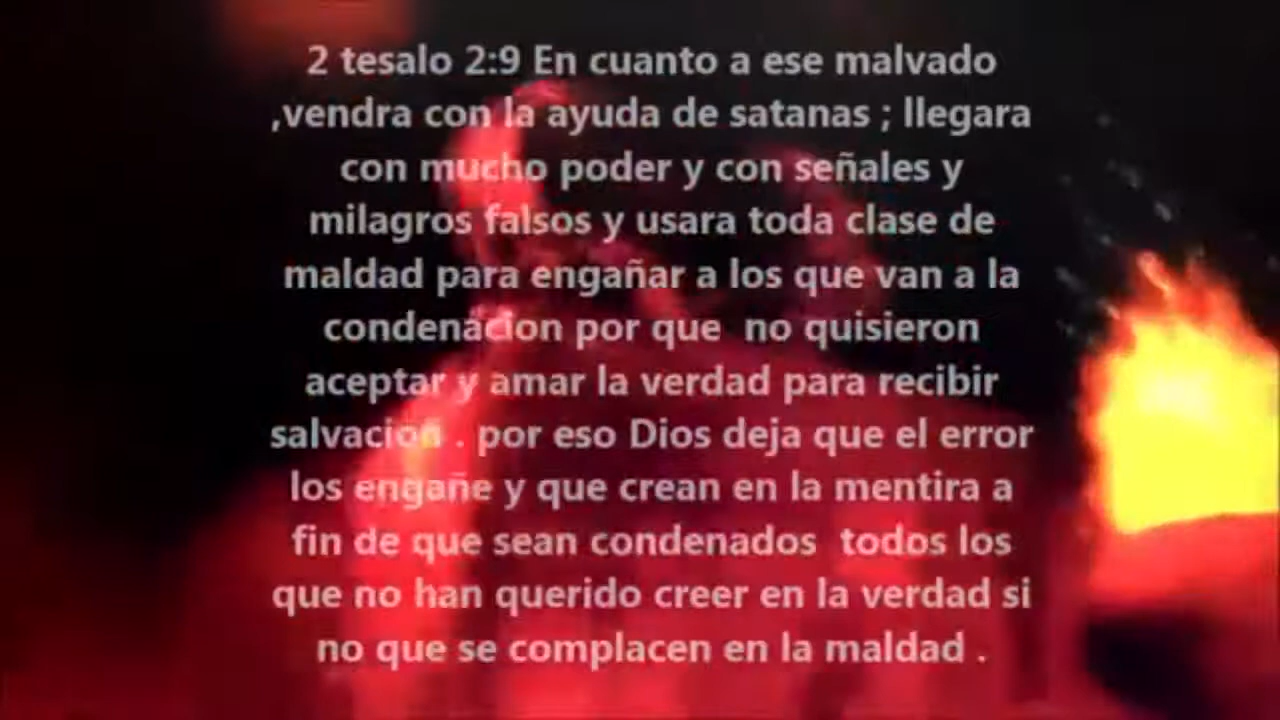 2 tesalo 2:9 En cuanto a ese malvado
,vendra con la ayuda de satanas ; llegara
con mucho poder y con señales y
milagros falsos y usara toda clase de
maldad para engañar a los que van a la
condenacion por que  no quisieron
aceptar y amar la verdad para recibir
salvacion . por eso Dios deja que el error
los engañe y que crean en la mentira a
fin de que sean condenados  todos los
que no han querido creer en la verdad si
no que se complacen en la maldad .